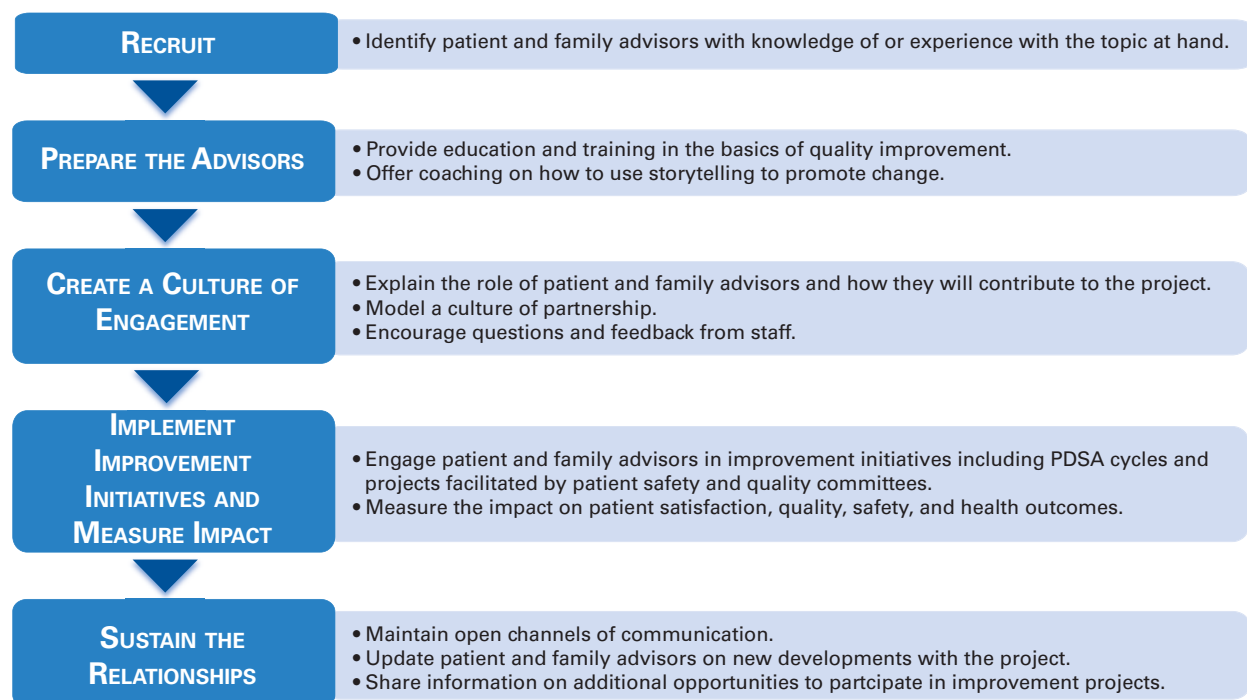 RECRUIT
• Identify patient and family advisors with knowledge of or experience with the topic at hand.
PREPARE THE ADVISORS
• Provide education and training in the basics of quality improvement.
• Offer coaching on how to use storytelling to promote change.
CREATE A CULTURE OF
ENGAGEMENT
• Explain the role of patient and family advisors and how they will contribute to the project.
• Model a culture of partnership.
• Encourage questions and feedback from staff.
IMPLEMENT
IMPROVEMENT
INITIATIVES AND
MEASURE IMPACT
• Engage patient and family advisors in improvement initiatives including PDSA cycles and
projects facilitated by patient safety and quality committees.
• Measure the impact on patient satisfaction, quality, safety, and health outcomes.
SUSTAIN THE
RELATIONSHIPS
• Maintain open channels of communication.
• Update patient and family advisors on new developments with the project.
• Share information on additional opportunities to partcipate in improvement projects.